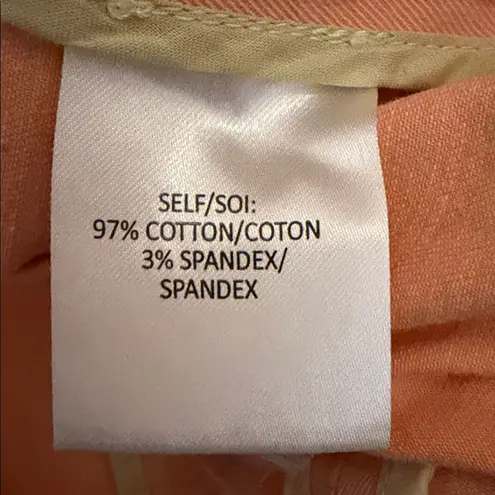 SELF/SOI:
97% COTTON/COTON
3% SPANDEX/
SPANDEX